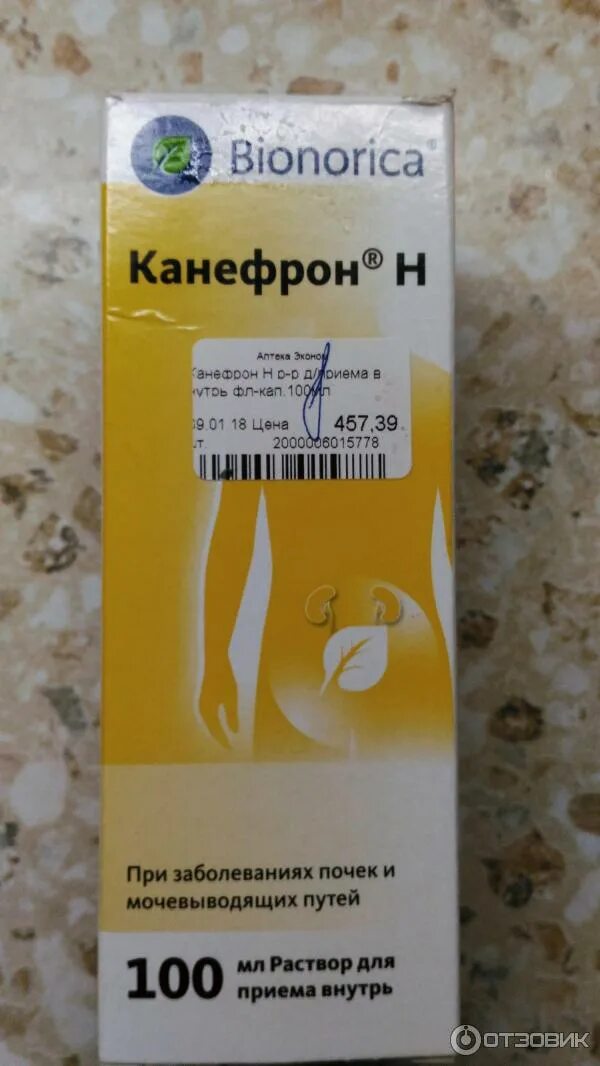 Bionorica®
Канефрон® Н
Аптека Эконом
Канефрон Н р-р д/приема в
нутрь фл-кап.100мл
09.01 18 Цена 457,39
шт. 2000006015778
При заболеваниях почек и
мочевыводящих путей
100 мл Раствор для
приема внутрь
ОТЗОВИК